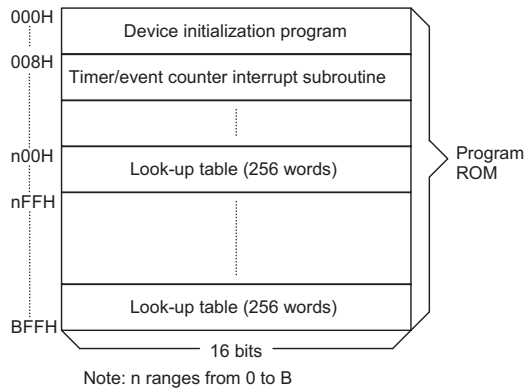 000H
Device initialization program
008H
Timer/event counter interrupt subroutine
n00H
Look-up table (256 words)
nFFH
Program
ROM
Look-up table (256 words)
BFFH
16 bits
Note: n ranges from 0 to B